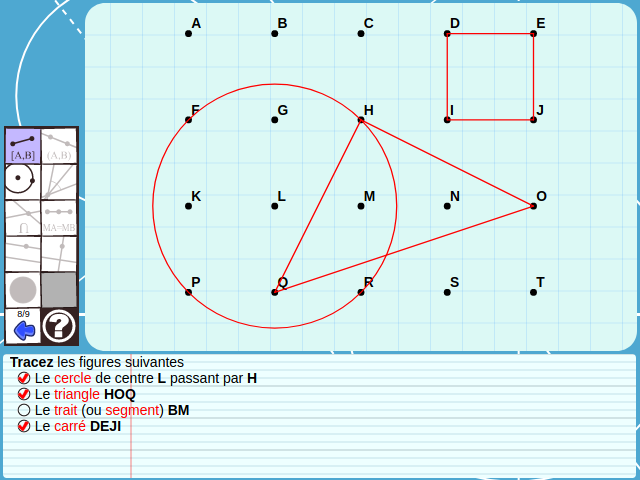 A B C D E
F G H I J
K L M N O
P Q R S T
[A,B] (A,B)
∩ MA=MB
8/9
?
Tracez les figures suivantes
Le cercle de centre L passant par H
Le triangle HOQ
Le trait (ou segment) BM
Le carré DEJI